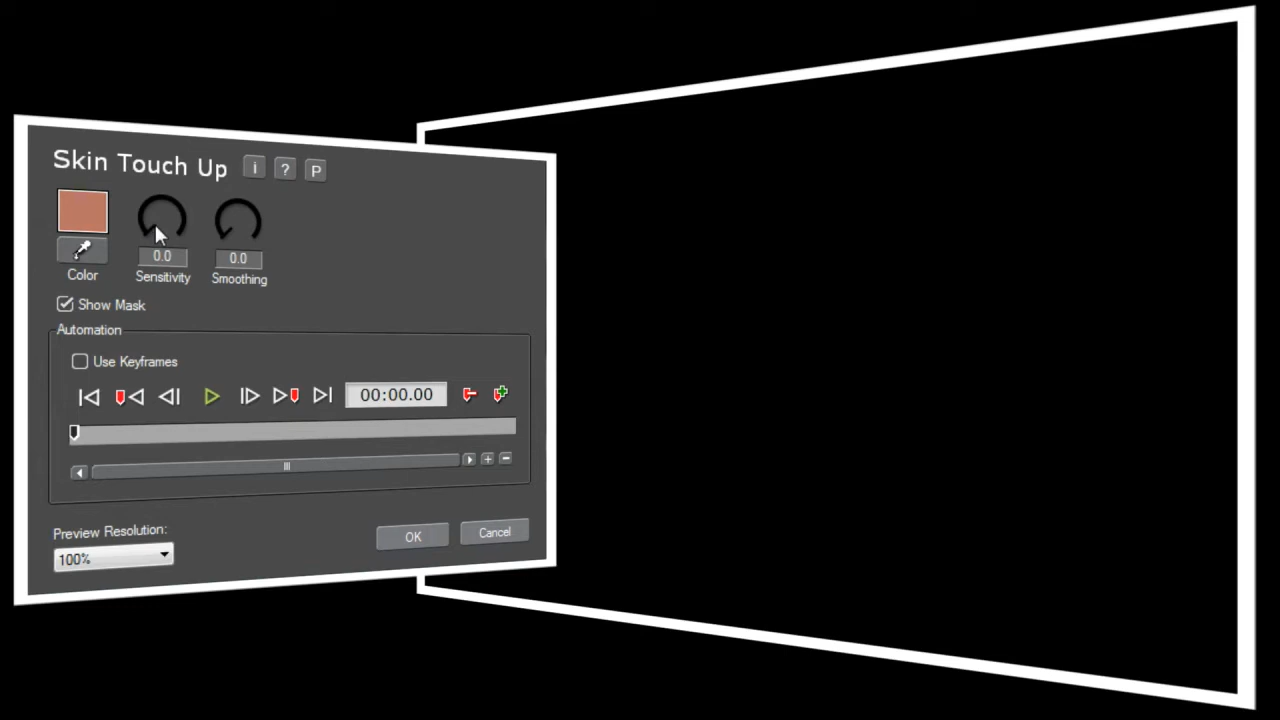 Skin Touch Up i ? P
0.0 0.0
Color Sensitivity Smoothing
Show Mask
Automation
Use Keyframes
00:00.00
Preview Resolution:
100%
OK Cancel